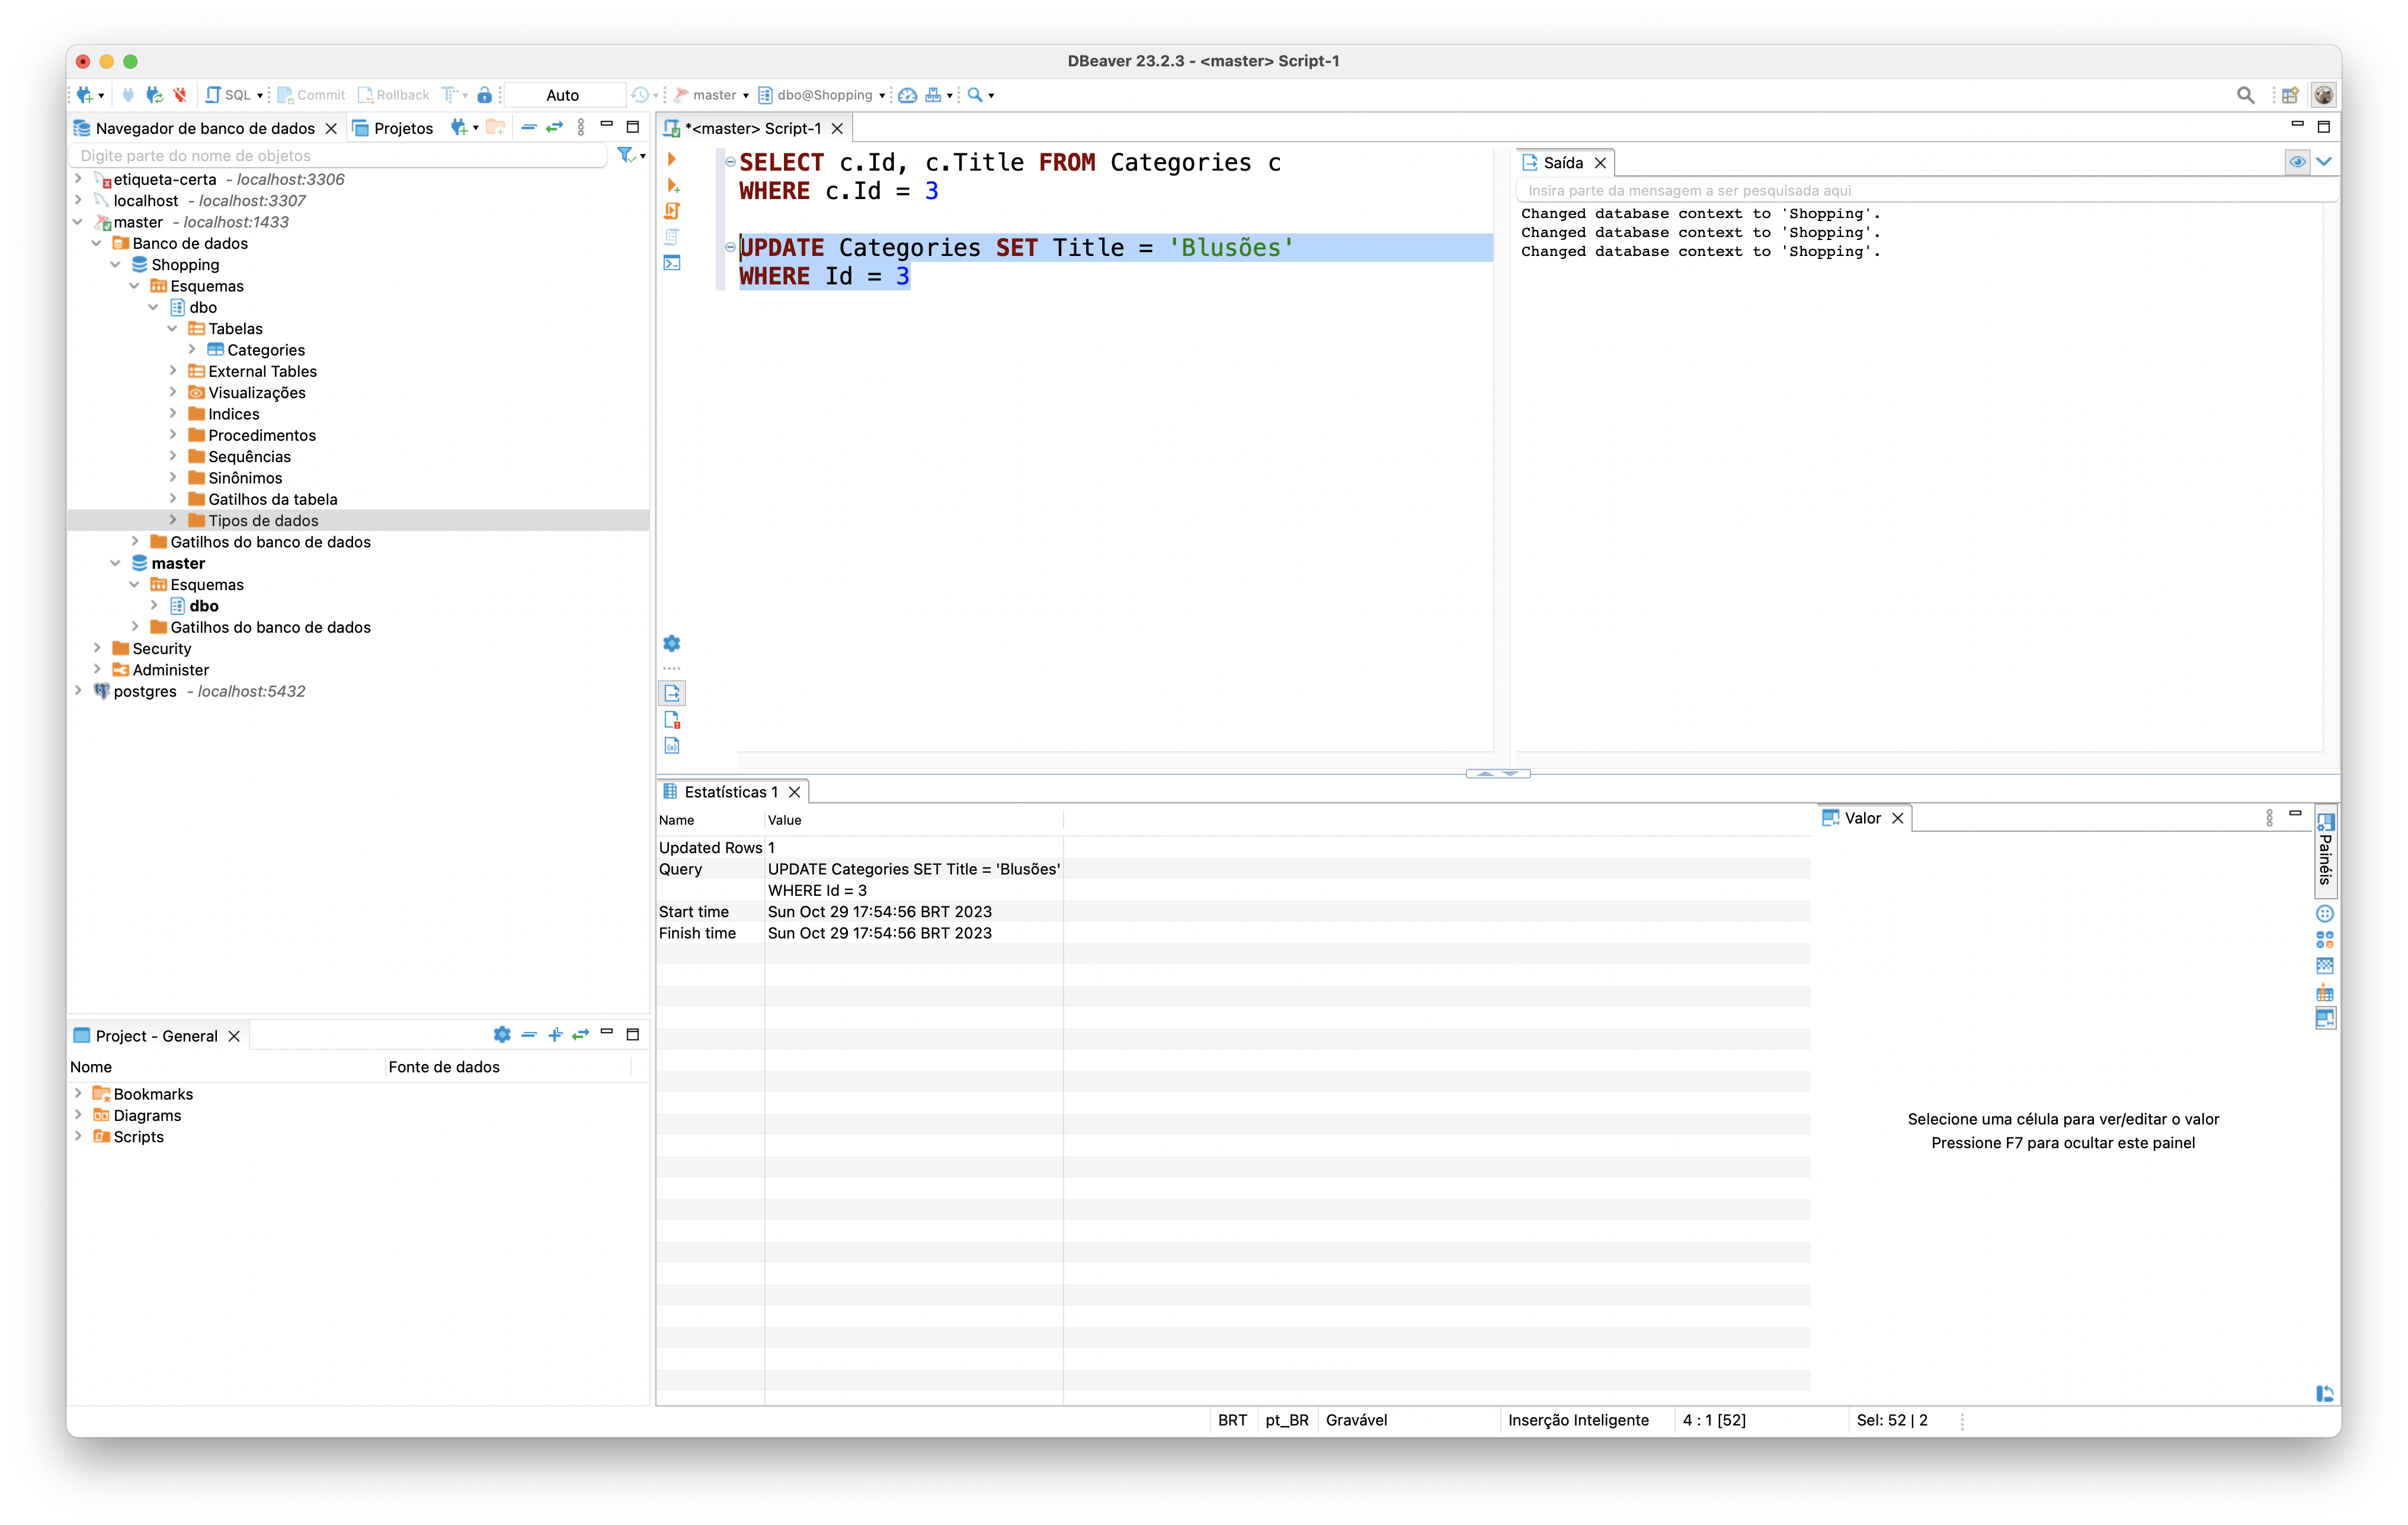 DBeaver 23.2.3 - <master> Script-1
SQL Commit Rollback Auto master dbo@Shopping
Navegador de banco de dados Projetos
Digite parte do nome de objetos
etiqueta-certa - localhost:3306
localhost - localhost:3307
master - localhost:1433
Banco de dados
Shopping
Esquemas
dbo
Tabelas
Categories
External Tables
Visualizações
Indices
Procedimentos
Sequências
Sinônimos
Gatilhos da tabela
Tipos de dados
Gatilhos do banco de dados
master
Esquemas
dbo
Gatilhos do banco de dados
Security
Administer
postgres - localhost:5432
Project - General
Nome Fonte de dados
Bookmarks
Diagrams
Scripts
*<master> Script-1
SELECT c.Id, c.Title FROM Categories c
WHERE c.Id = 3
UPDATE Categories SET Title = 'Blusões'
WHERE Id = 3
Saída
Insira parte da mensagem a ser pesquisada aqui
Changed database context to 'Shopping'.
Changed database context to 'Shopping'.
Changed database context to 'Shopping'.
Estatísticas 1
Name Value
Updated Rows 1
Query UPDATE Categories SET Title = 'Blusões'
WHERE Id = 3
Start time Sun Oct 29 17:54:56 BRT 2023
Finish time Sun Oct 29 17:54:56 BRT 2023
Valor
Painéis
Selecione uma célula para ver/editar o valor
Pressione F7 para ocultar este painel
BRT pt_BR Gravável Inserção Inteligente 4 : 1 [52] Sel: 52 | 2